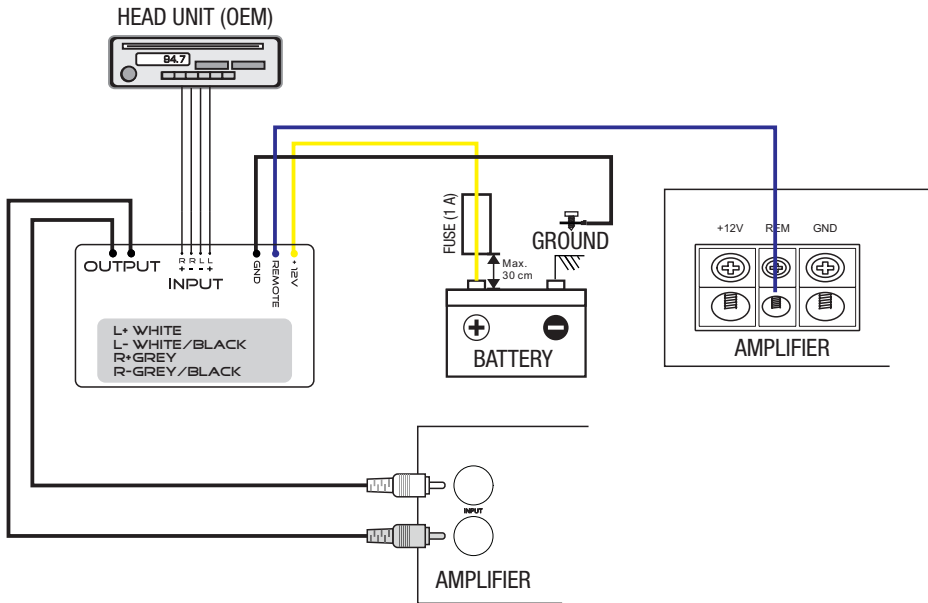 HEAD UNIT (OEM)
94.7
OUTPUT
R R L L
+ - - +
INPUT
GND
REMOTE
+ 12V
L+ WHITE
L- WHITE/BLACK
R+GREY
R-GREY/BLACK
FUSE (1 A)
Max.
30 cm
GROUND
+ -
BATTERY
+12V REM GND
AMPLIFIER
INPUT
AMPLIFIER